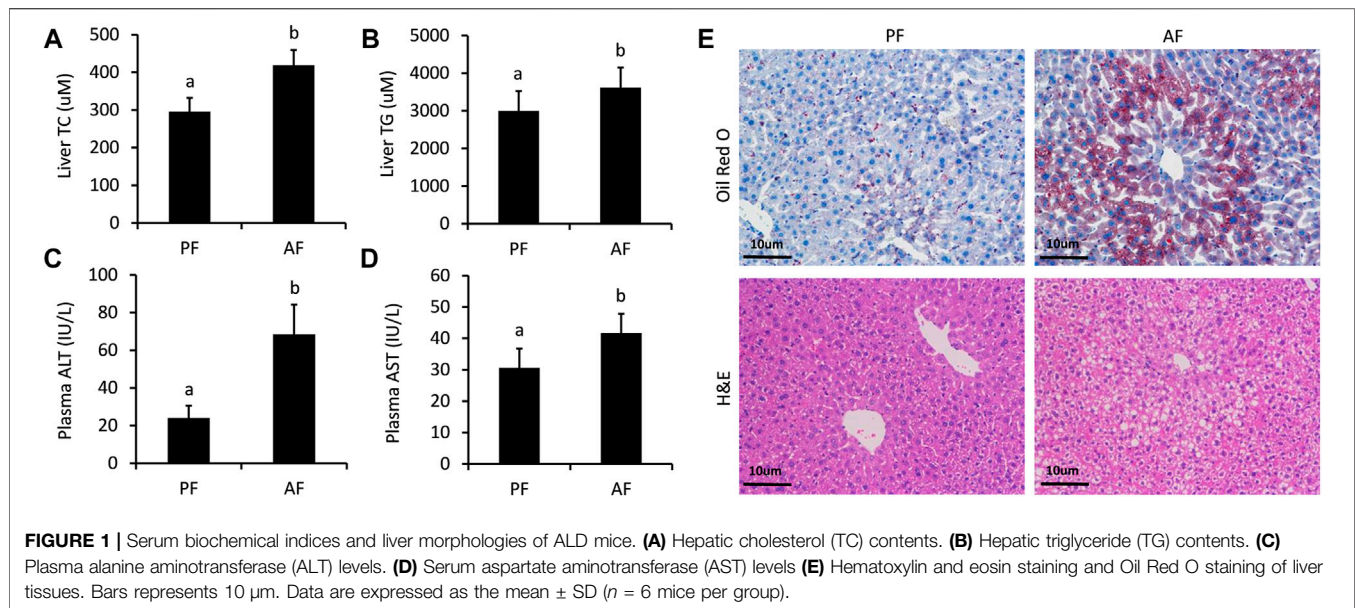 A
500
400
300
200
100
0
Liver TC (uM)
a
b
PF
AF
B
5000
4000
3000
2000
1000
0
Liver TG (uM)
a
b
PF
AF
C
100
80
60
40
20
0
Plasma ALT (IU/L)
a
b
PF
AF
D
60
50
40
30
20
10
0
Plasma AST (IU/L)
a
b
PF
AF
E
PF
AF
Oil Red O
10um
10um
H&E
10um
10um
FIGURE 1 | Serum biochemical indices and liver morphologies of ALD mice. (A) Hepatic cholesterol (TC) contents. (B) Hepatic triglyceride (TG) contents. (C)
Plasma alanine aminotransferase (ALT) levels. (D) Serum aspartate aminotransferase (AST) levels (E) Hematoxylin and eosin staining and Oil Red O staining of liver
tissues. Bars represents 10 μm. Data are expressed as the mean ± SD (n = 6 mice per group).